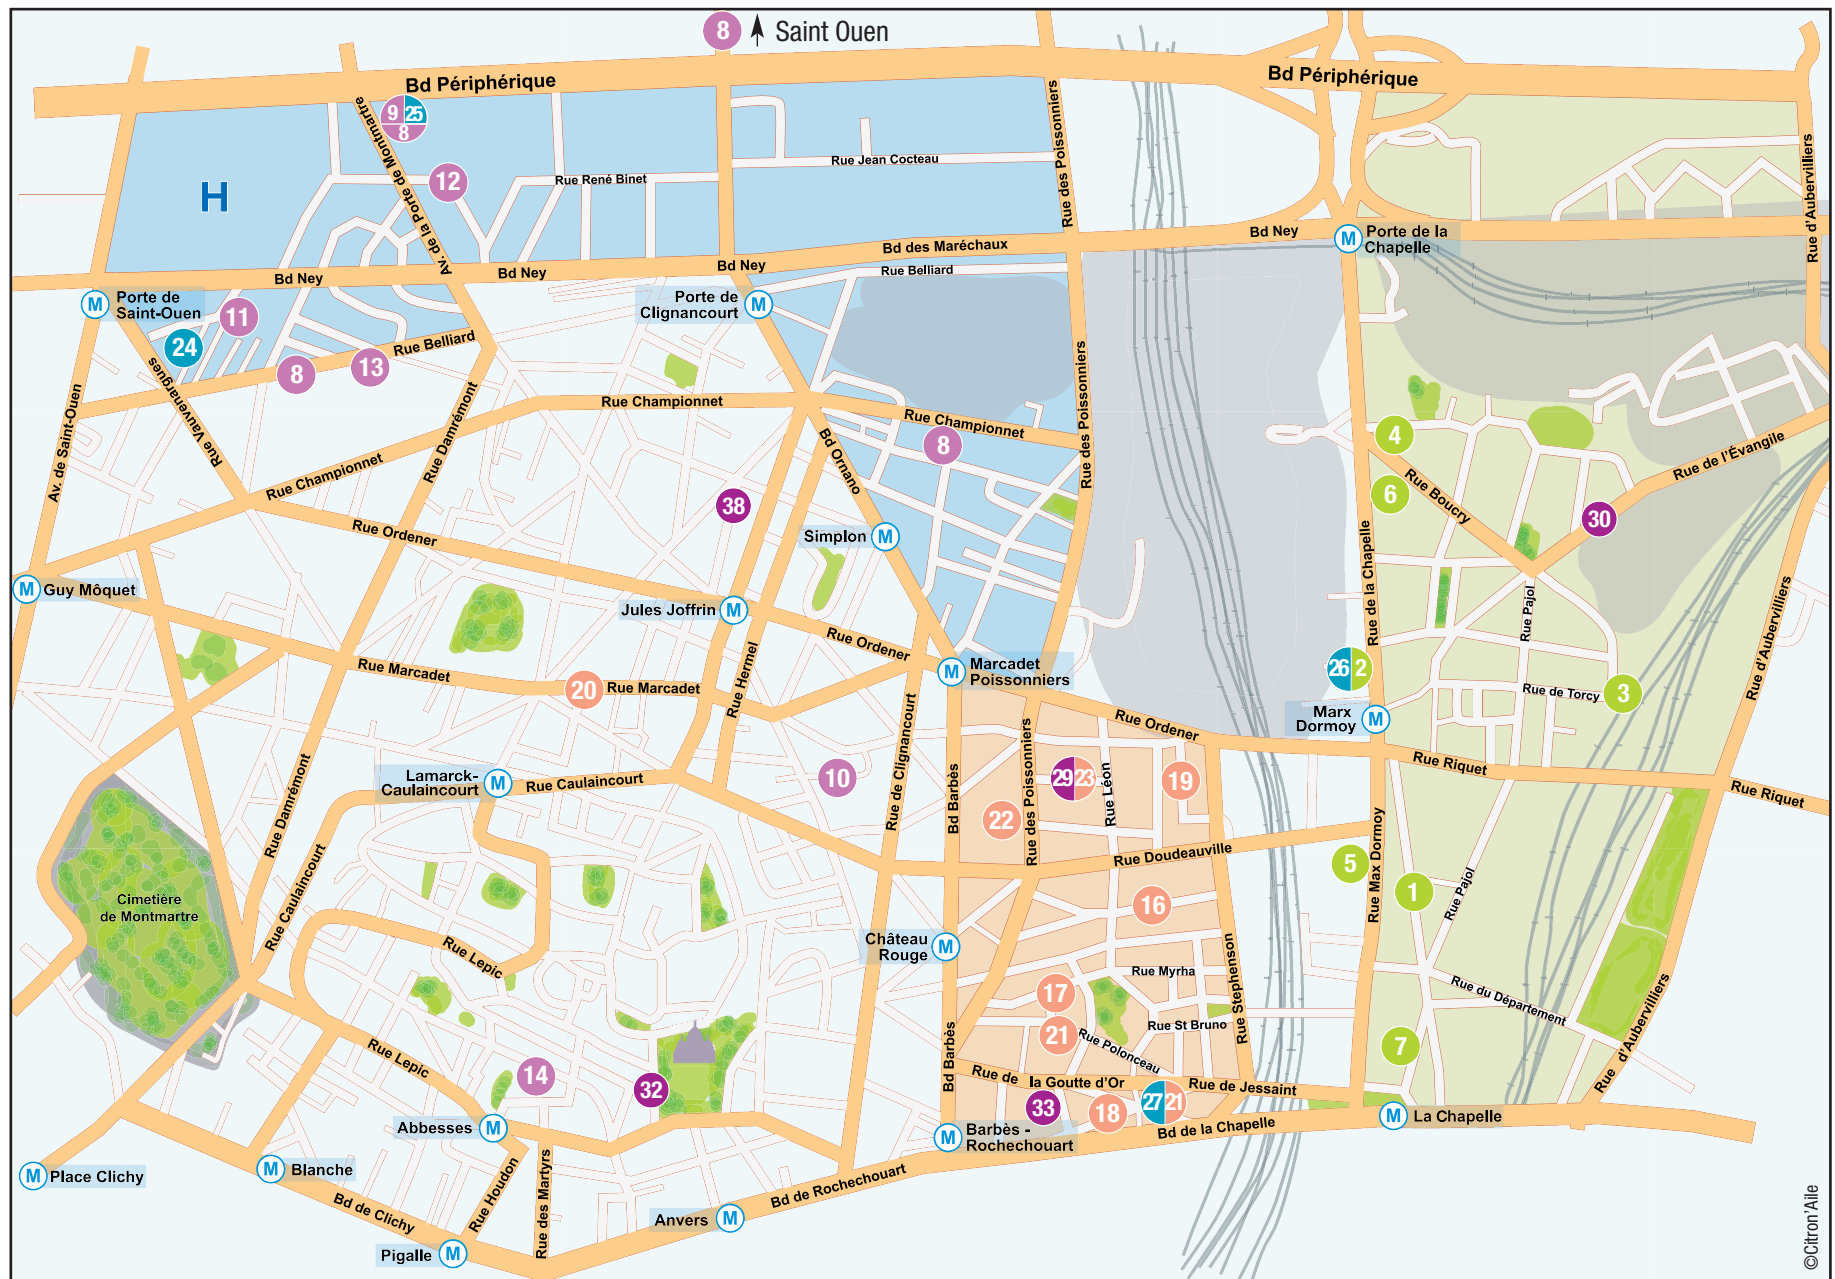 8 Saint Ouen
Bd Périphérique
Bd Périphérique
9 25
8
Av. de la Porte de Montmartre
12
H
Rue René Binet
Rue Jean Cocteau
Rue des Poissonniers
Rue d'Aubervilliers
Bd Ney
Bd Ney
Bd Ney
Bd des Maréchaux
Bd Ney
M Porte de la
Chapelle
Rue Belliard
M Porte de
Saint-Ouen
11
24
Porte de
Clignancourt M
Rue Belliard
8
13
Av. de Saint-Ouen
Rue Vauvenargues
Rue Damrémont
Rue Championnet
Rue Championnet
Rue Championnet
8
Rue des Poissonniers
Bd Ornano
4
6
Rue Boucry
Rue de l'Évangile
30
38
Rue Ordener
Simplon M
Rue de la Chapelle
M Guy Môquet
Jules Joffrin M
Rue Ordener
Rue Pajol
Rue d'Aubervilliers
Rue Marcadet
20
Rue Marcadet
Rue Hermel
M Marcadet
Poissonniers
26 2
Rue de Torcy
3
Marx
Dormoy M
Rue Ordener
Rue de Clignancourt
Rue des Poissonniers
Rue Riquet
Rue Riquet
Lamarck-
Caulaincourt M
Rue Caulaincourt
10
Bd Barbès
29 23
Rue Léon
19
22
Rue Damrémont
Rue Caulaincourt
Rue Doudeauville
5
Rue Max Dormoy
1
Rue Pajol
Cimetière
de Montmartre
16
Rue Lepic
Château
Rouge M
Rue Myrha
Rue Stephenson
17
21
Rue St Bruno
Rue Polonceau
Rue du Département
Rue d'Aubervilliers
7
Rue Lepic
14
32
Bd Barbès
Rue de la Goutte d'Or
Rue de Jessaint
33
18
27 21
M La Chapelle
Bd de la Chapelle
Abbesses M
M Barbès -
Rochechouart
M Place Clichy
M Blanche
Bd de Clichy
Rue Houdon
Rue des Martyrs
Pigalle M
Anvers M
Bd de Rochechouart
©Citron'Aile